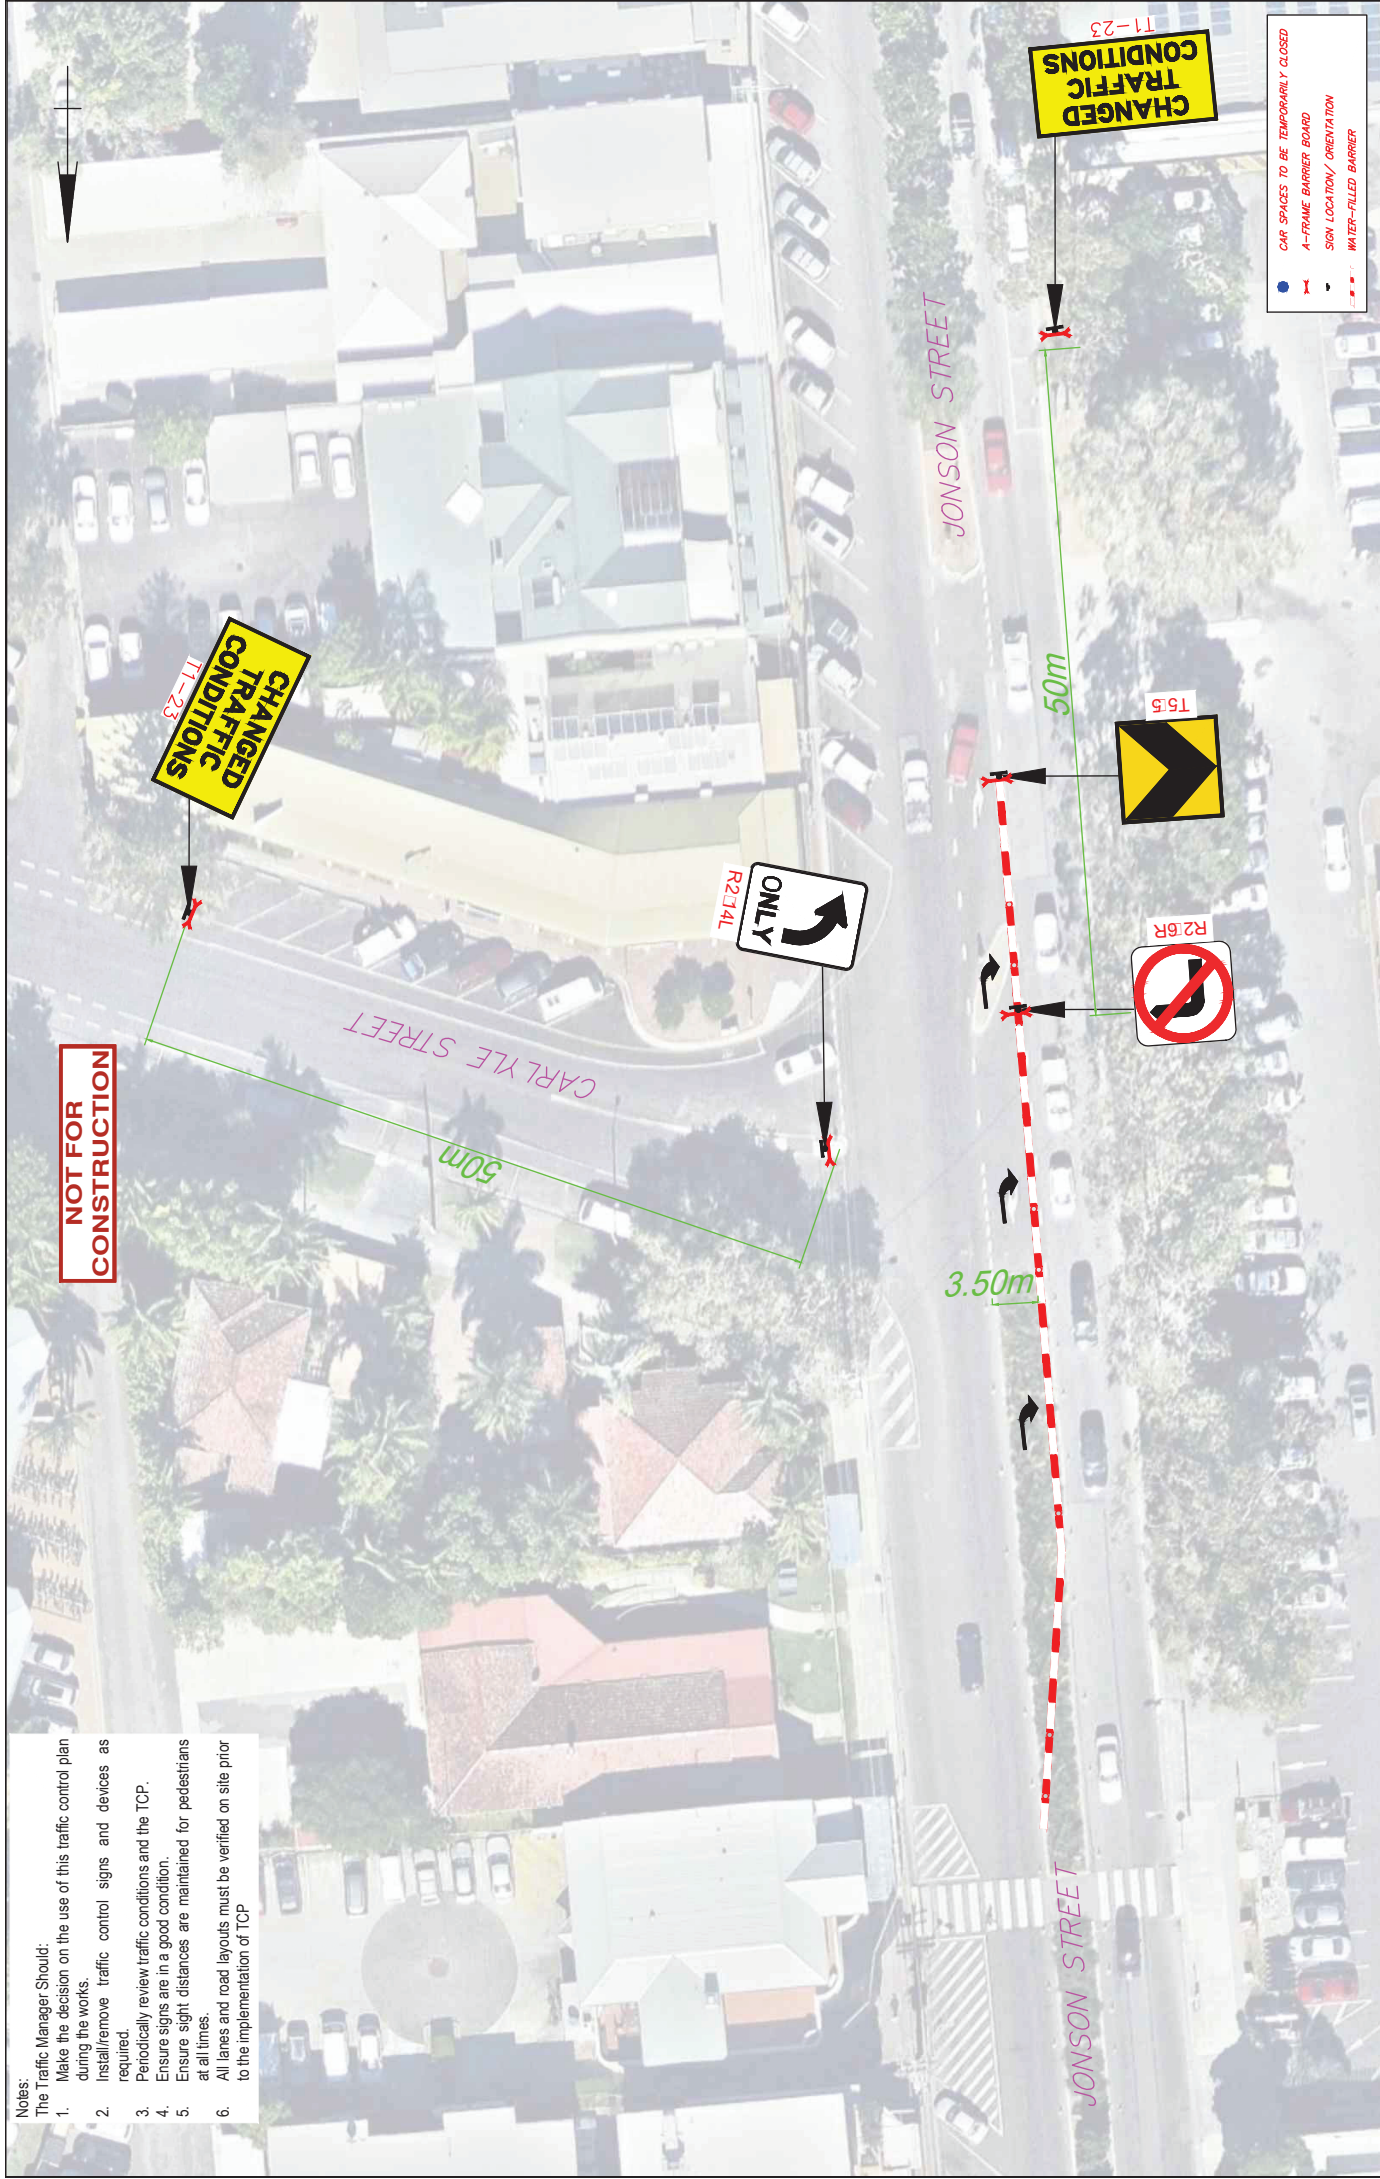 Notes:
The Traffic Manager Should:
1. Make the decision on the use of this traffic control plan
during the works.
2. Install/remove traffic control signs and devices as
required.
3. Periodically review traffic conditions and the TCP.
4. Ensure signs are in a good condition.
5. Ensure sight distances are maintained for pedestrians
at all times.
6. All lanes and road layouts must be verified on site prior
to the implementation of TCP
NOT FOR
CONSTRUCTION
T1-23
CHANGED
TRAFFIC
CONDITIONS
50m
CARLYLE STREET
R2□14L
ONLY
JONSON STREET
3.50m
JONSON STREET
50m
R2□6R
T5□5
T1-23
CHANGED
TRAFFIC
CONDITIONS
CAR SPACES TO BE TEMPORARILY CLOSED
A-FRAME BARRIER BOARD
SIGN LOCATION/ ORIENTATION
WATER-FILLED BARRIER